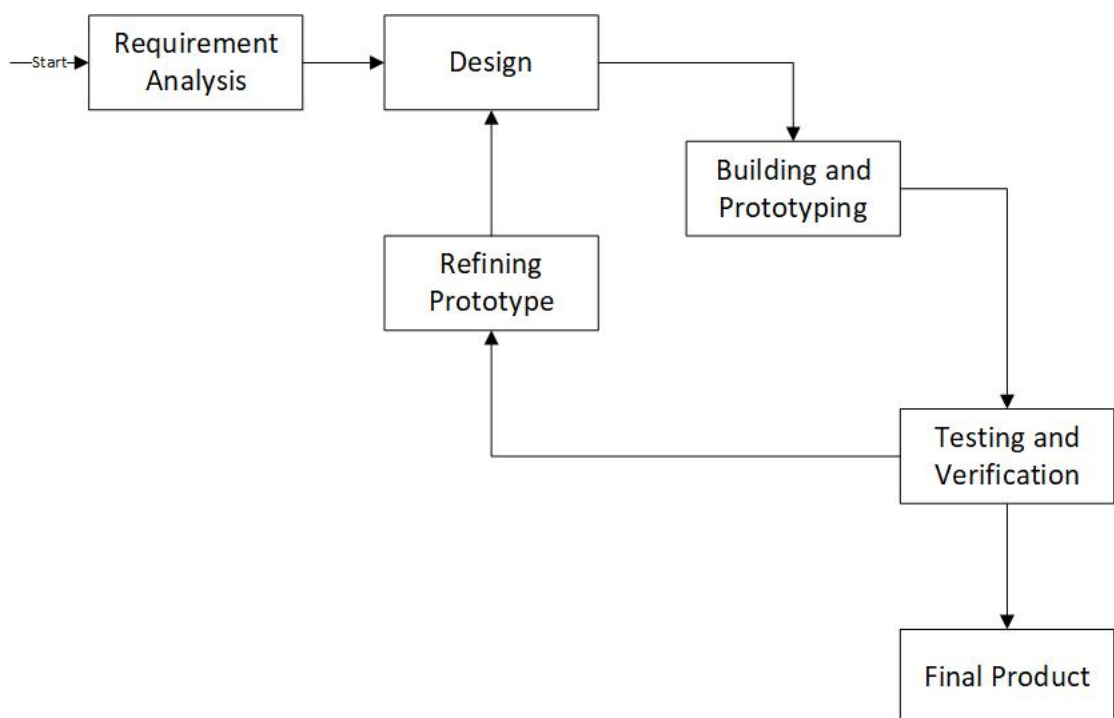 Start
Requirement
Analysis
Design
Building and
Prototyping
Refining
Prototype
Testing and
Verification
Final Product